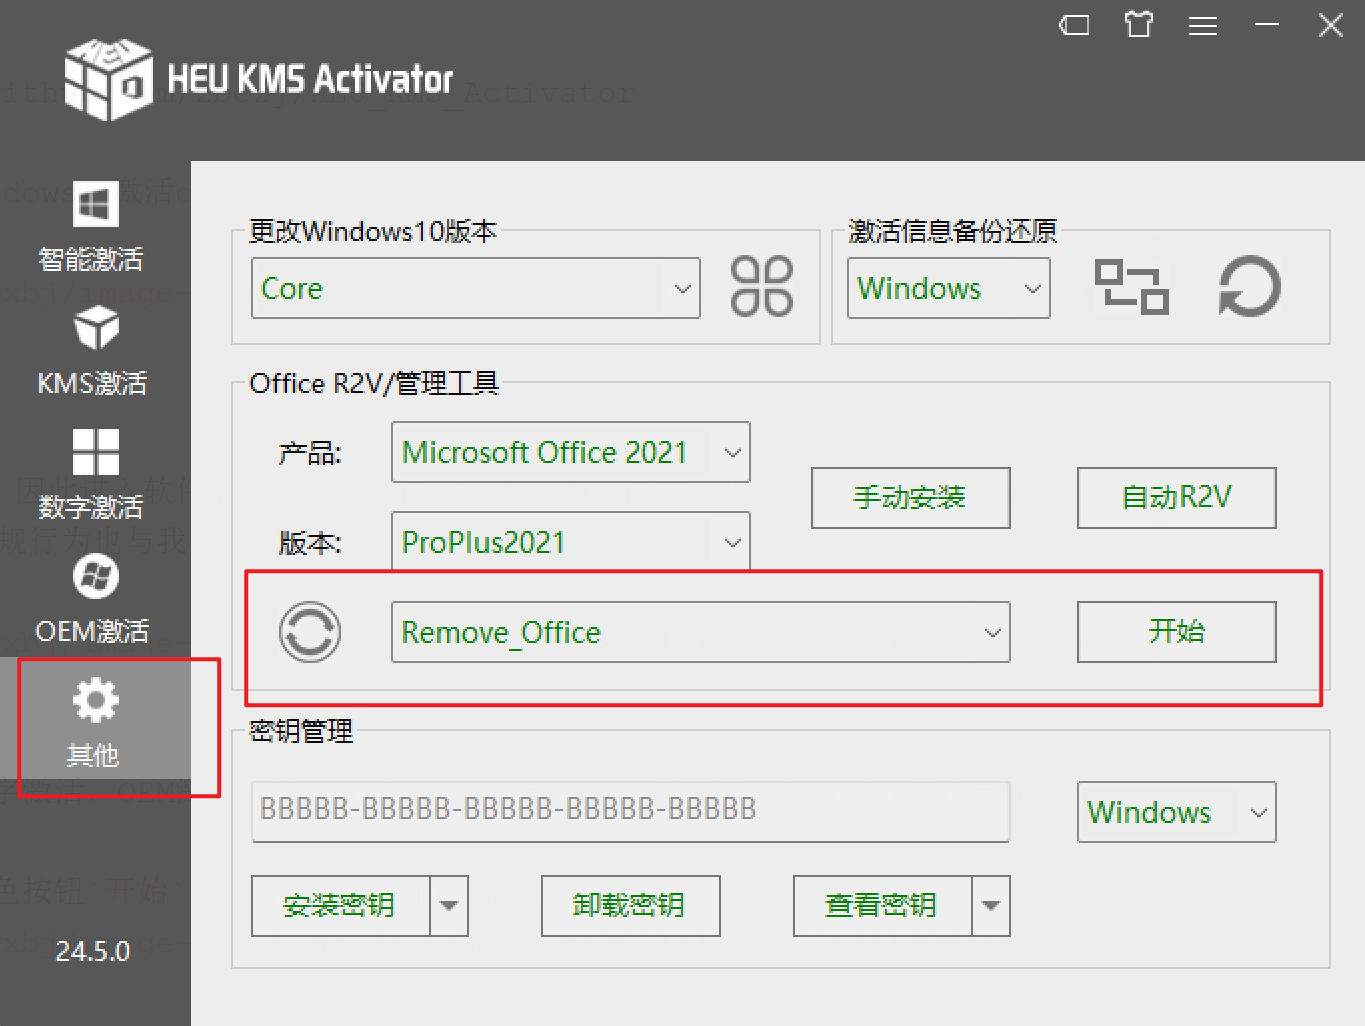 HEU KMS Activator
智能激活
KMS激活
数字激活
OEM激活
其他
24.5.0
更改Windows10版本
Core
激活信息备份还原
Windows
Office R2V/管理工具
产品:
Microsoft Office 2021
手动安装
自动R2V
版本:
ProPlus2021
Remove_Office
开始
密钥管理
BBBBB-BBBBB-BBBBB-BBBBB-BBBBB
Windows
安装密钥
卸载密钥
查看密钥